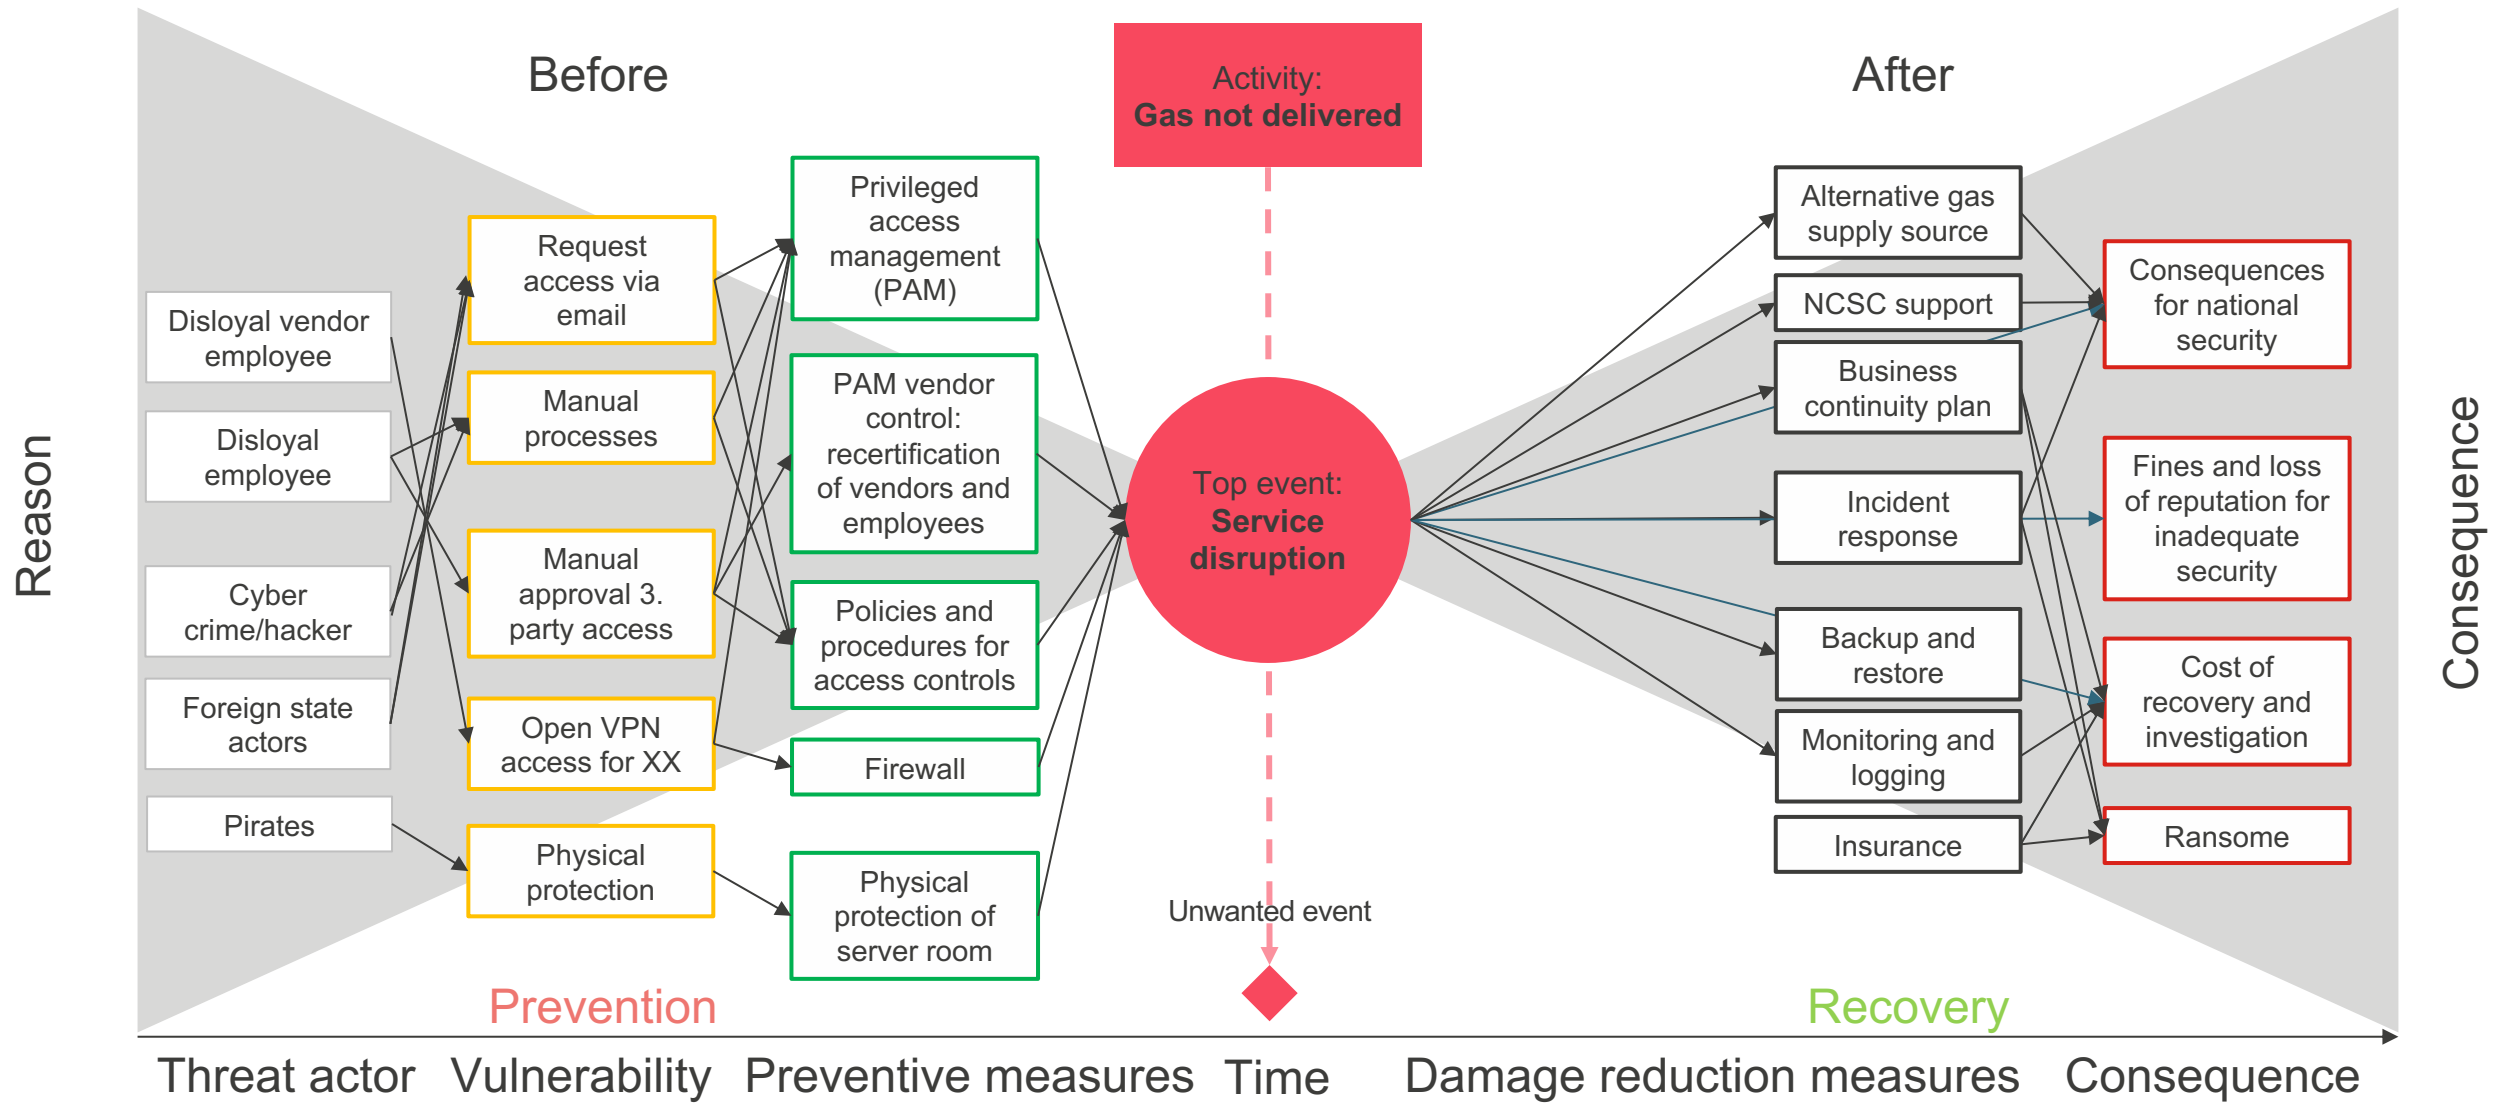 Before
Activity:
Gas not delivered
After
Reason
Disloyal vendor
employee
Disloyal
employee
Cyber
crime/hacker
Foreign state
actors
Pirates
Request
access via
email
Manual
processes
Manual
approval 3.
party access
Open VPN
access for XX
Physical
protection
Privileged
access
management
(PAM)
PAM vendor
control:
recertification
of vendors and
employees
Policies and
procedures for
access controls
Firewall
Physical
protection of
server room
Top event:
Service
disruption
Unwanted event
Alternative gas
supply source
NCSC support
Business
continuity plan
Incident
response
Backup and
restore
Monitoring and
logging
Insurance
Consequences
for national
security
Fines and loss
of reputation for
inadequate
security
Cost of
recovery and
investigation
Ransome
Consequence
Prevention
Recovery
Threat actor
Vulnerability
Preventive measures
Time
Damage reduction measures
Consequence